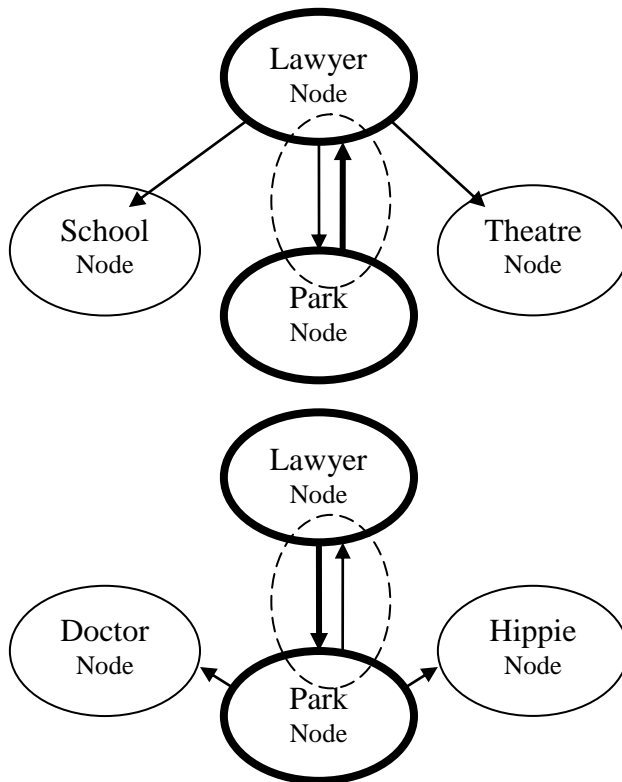 Lawyer
Node
School
Node
Theatre
Node
Park
Node
Lawyer
Node
Doctor
Node
Hippie
Node
Park
Node